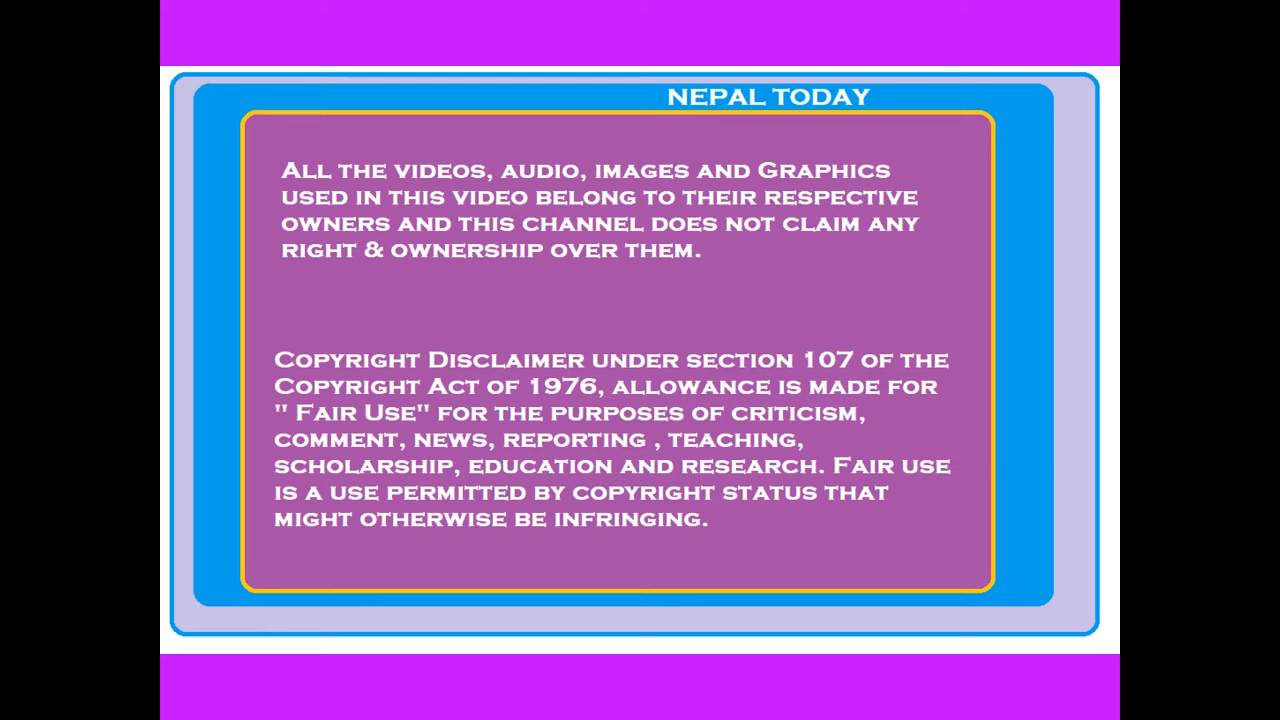 NEPAL TODAY
All the videos, audio, images and Graphics
used in this video belong to their respective
owners and this channel does not claim any
right & ownership over them.
Copyright Disclaimer under section 107 of the
Copyright Act of 1976, allowance is made for
" Fair Use" for the purposes of criticism,
comment, news, reporting , teaching,
scholarship, education and research. Fair use
is a use permitted by copyright status that
might otherwise be infringing.